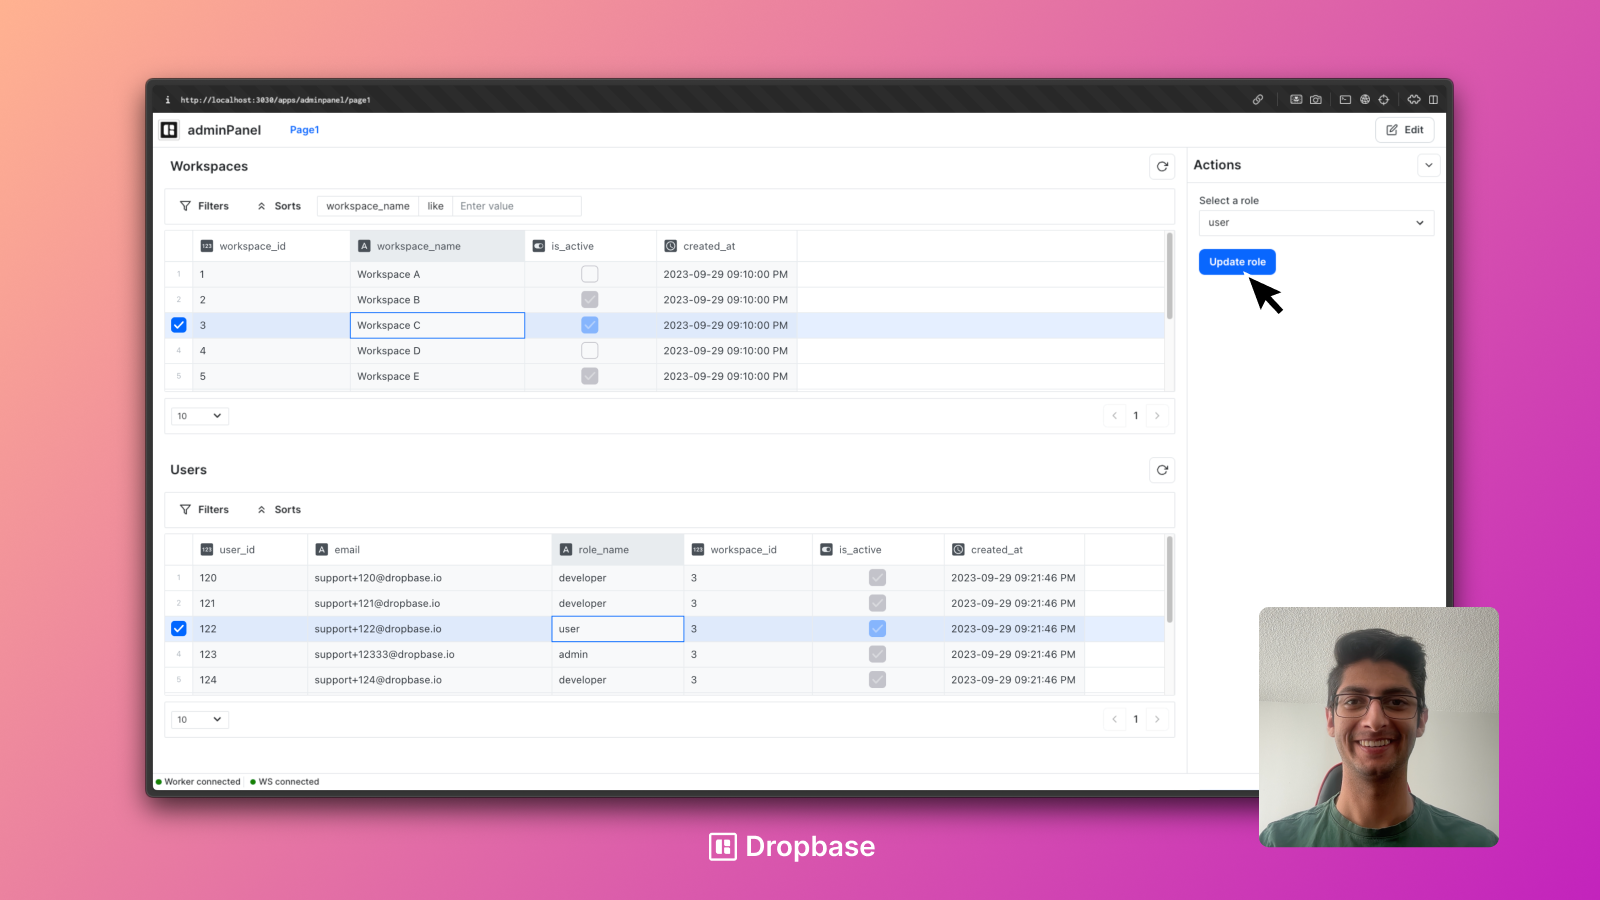 http://localhost:3030/apps/adminpanel/page1
adminPanel Page1 Edit
Workspaces
Filters Sorts workspace_name like Enter value
workspace_id workspace_name is_active created_at
1 1 Workspace A 2023-09-29 09:10:00 PM
2 2 Workspace B 2023-09-29 09:10:00 PM
3 Workspace C 2023-09-29 09:10:00 PM
4 4 Workspace D 2023-09-29 09:10:00 PM
5 5 Workspace E 2023-09-29 09:10:00 PM
10 1
Users
Filters Sorts
user_id email role_name workspace_id is_active created_at
1 120 support+120@dropbase.io developer 3 2023-09-29 09:21:46 PM
2 121 support+121@dropbase.io developer 3 2023-09-29 09:21:46 PM
122 support+122@dropbase.io user 3 2023-09-29 09:21:46 PM
4 123 support+12333@dropbase.io admin 3 2023-09-29 09:21:46 PM
5 124 support+124@dropbase.io developer 3 2023-09-29 09:21:46 PM
10 1
Worker connected WS connected
Actions
Select a role
user
Update role
Dropbase